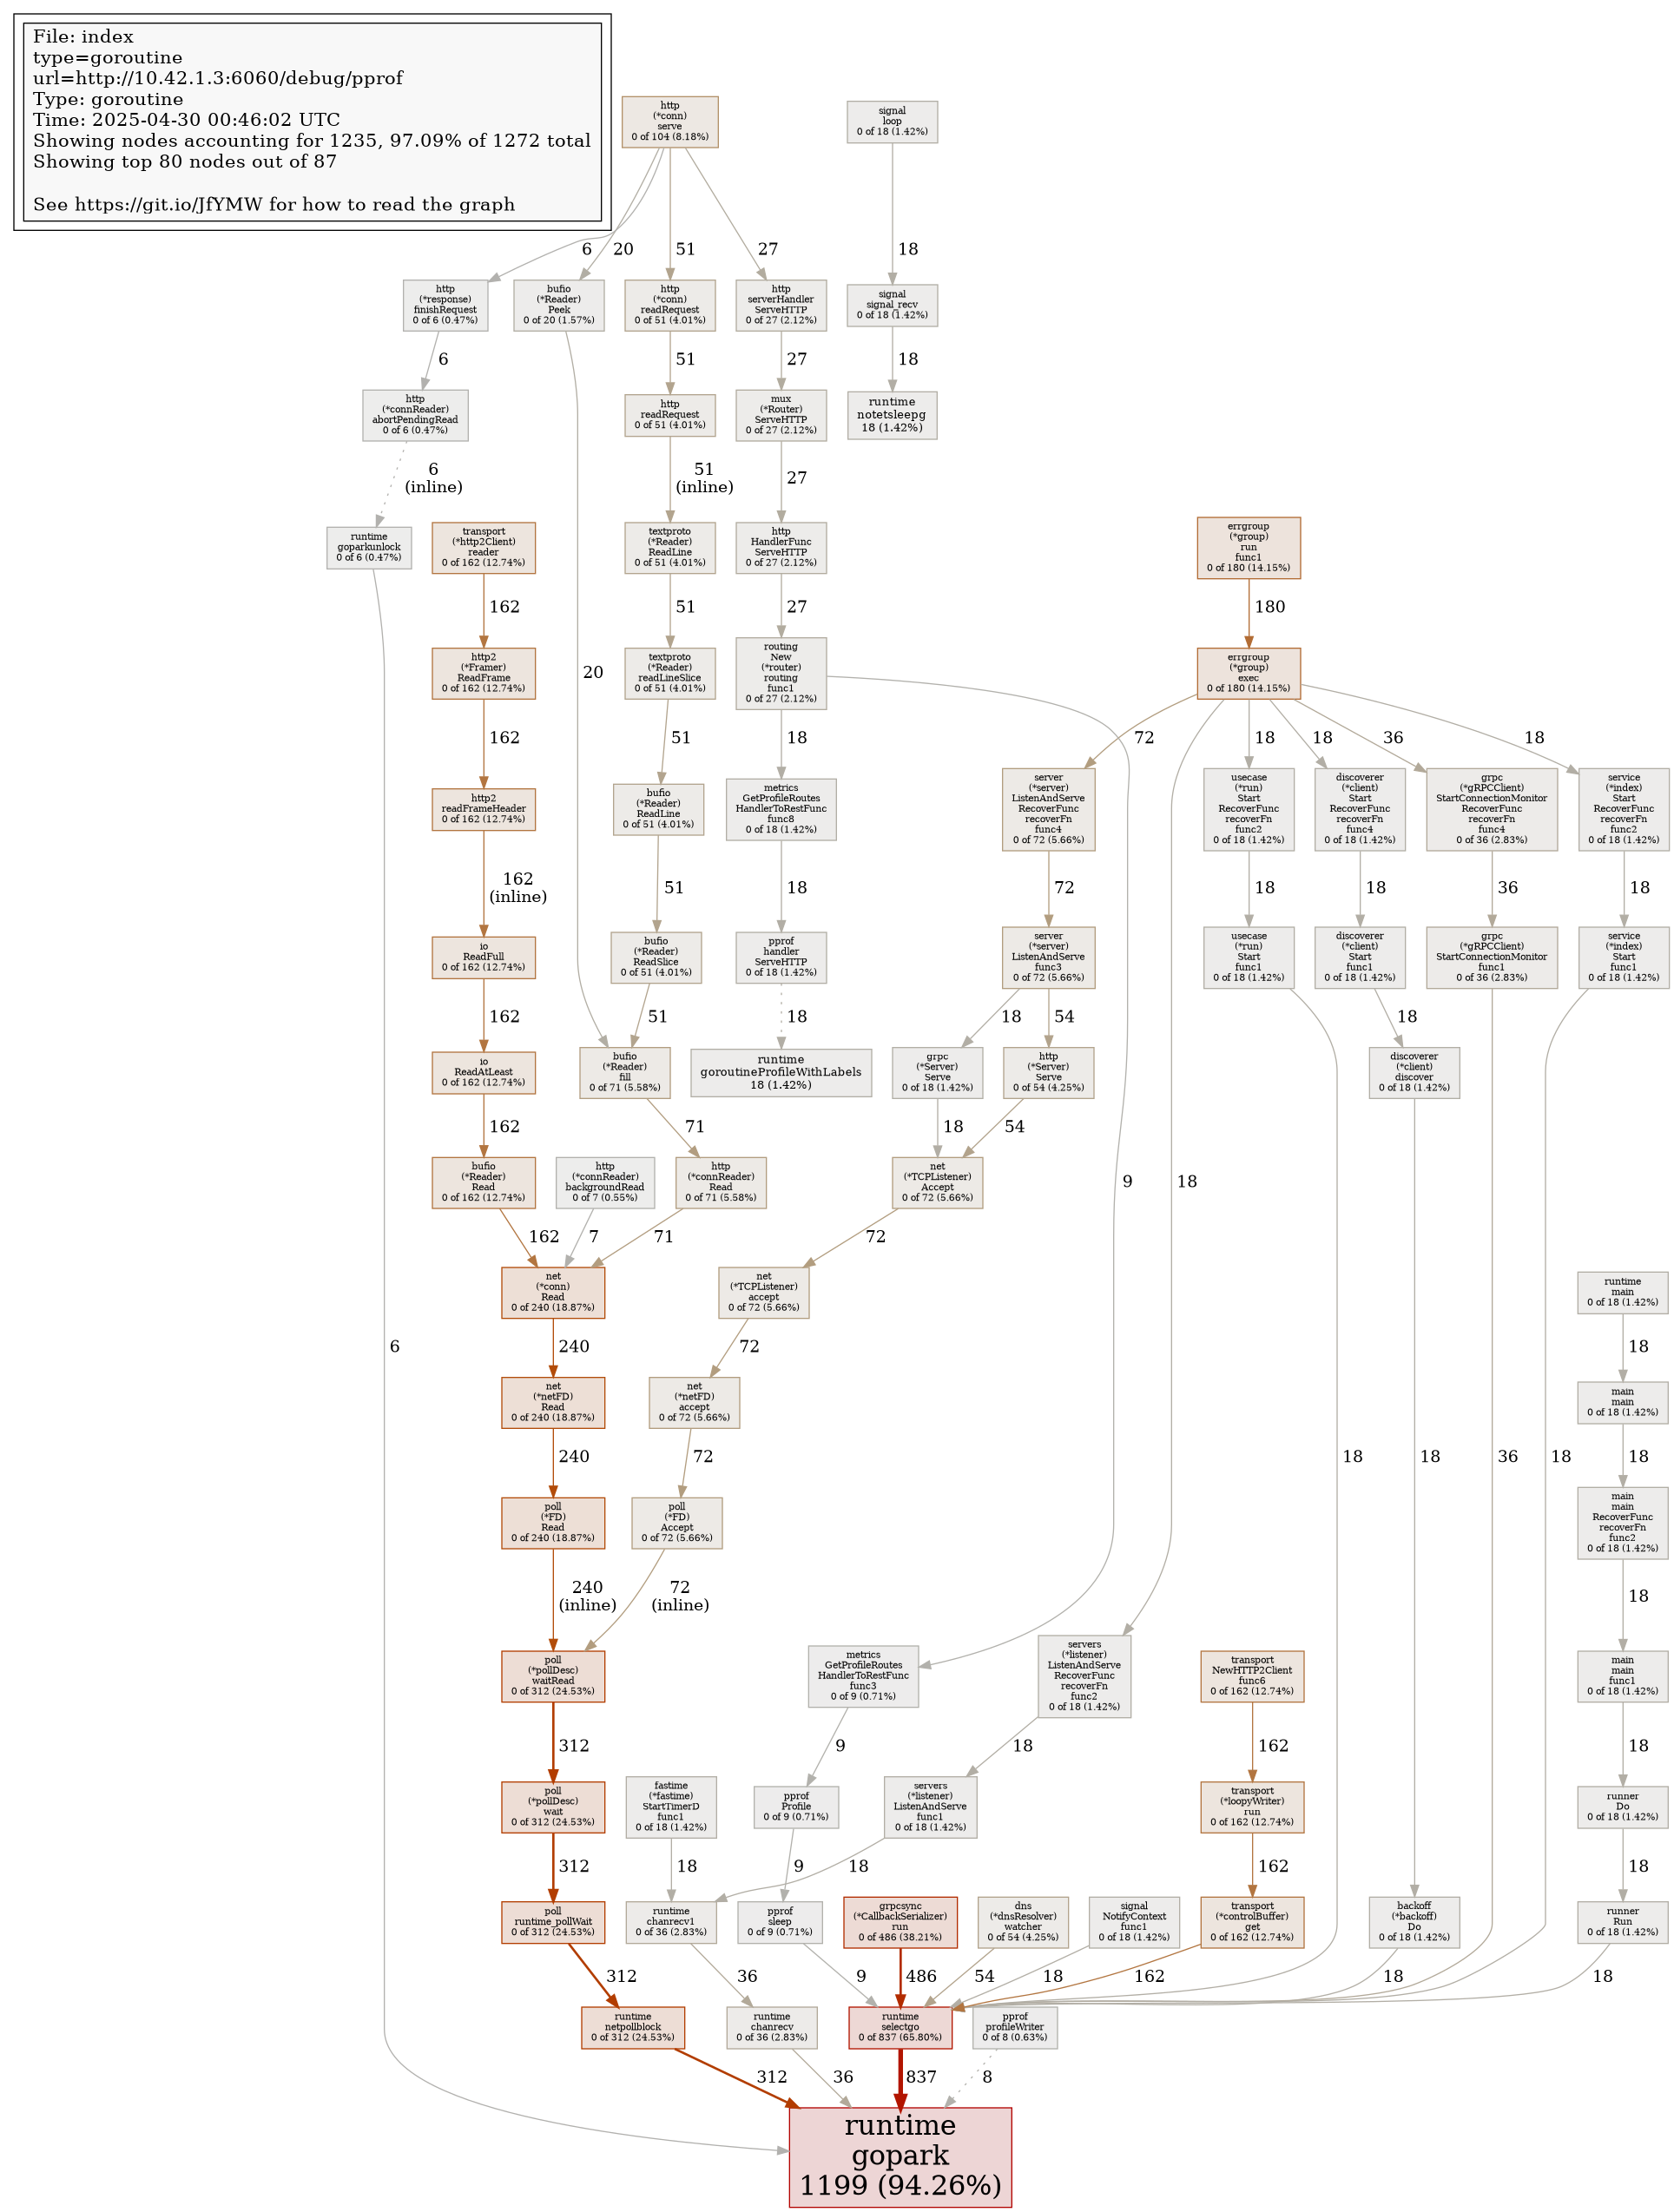 File: index
type=goroutine
url=http://10.42.1.3:6060/debug/pprof
Type: goroutine
Time: 2025-04-30 00:46:02 UTC
Showing nodes accounting for 1235, 97.09% of 1272 total
Showing top 80 nodes out of 87
See https://git.io/JfYMW for how to read the graph
http
(*conn)
serve
0 of 104 (8.18%)
signal
loop
0 of 18 (1.42%)
6
20
51
27
18
http
(*response)
finishRequest
0 of 6 (0.47%)
bufio
(*Reader)
Peek
0 of 20 (1.57%)
http
(*conn)
readRequest
0 of 51 (4.01%)
http
serverHandler
ServeHTTP
0 of 27 (2.12%)
signal
signal_recv
0 of 18 (1.42%)
6
51
27
18
http
(*connReader)
abortPendingRead
0 of 6 (0.47%)
http
readRequest
0 of 51 (4.01%)
mux
(*Router)
ServeHTTP
0 of 27 (2.12%)
runtime
notetsleepg
18 (1.42%)
6
(inline)
51
(inline)
27
runtime
goparkunlock
0 of 6 (0.47%)
transport
(*http2Client)
reader
0 of 162 (12.74%)
textproto
(*Reader)
ReadLine
0 of 51 (4.01%)
http
HandlerFunc
ServeHTTP
0 of 27 (2.12%)
errgroup
(*group)
run
func1
0 of 180 (14.15%)
162
51
27
180
http2
(*Framer)
ReadFrame
0 of 162 (12.74%)
20
textproto
(*Reader)
readLineSlice
0 of 51 (4.01%)
routing
New
(*router)
routing
func1
0 of 27 (2.12%)
errgroup
(*group)
exec
0 of 180 (14.15%)
162
51
18
72
18
18
36
18
http2
readFrameHeader
0 of 162 (12.74%)
bufio
(*Reader)
ReadLine
0 of 51 (4.01%)
metrics
GetProfileRoutes
HandlerToRestFunc
func8
0 of 18 (1.42%)
server
(*server)
ListenAndServe
RecoverFunc
recoverFn
func4
0 of 72 (5.66%)
usecase
(*run)
Start
RecoverFunc
recoverFn
func2
0 of 18 (1.42%)
discoverer
(*client)
Start
RecoverFunc
recoverFn
func4
0 of 18 (1.42%)
grpc
(*gRPCClient)
StartConnectionMonitor
RecoverFunc
recoverFn
func4
0 of 36 (2.83%)
service
(*index)
Start
RecoverFunc
recoverFn
func2
0 of 18 (1.42%)
162
(inline)
51
18
72
18
18
36
18
io
ReadFull
0 of 162 (12.74%)
bufio
(*Reader)
ReadSlice
0 of 51 (4.01%)
pprof
handler
ServeHTTP
0 of 18 (1.42%)
server
(*server)
ListenAndServe
func3
0 of 72 (5.66%)
usecase
(*run)
Start
func1
0 of 18 (1.42%)
discoverer
(*client)
Start
func1
0 of 18 (1.42%)
grpc
(*gRPCClient)
StartConnectionMonitor
func1
0 of 36 (2.83%)
service
(*index)
Start
func1
0 of 18 (1.42%)
162
51
18
18
54
18
io
ReadAtLeast
0 of 162 (12.74%)
bufio
(*Reader)
fill
0 of 71 (5.58%)
runtime
goroutineProfileWithLabels
18 (1.42%)
grpc
(*Server)
Serve
0 of 18 (1.42%)
http
(*Server)
Serve
0 of 54 (4.25%)
discoverer
(*client)
discover
0 of 18 (1.42%)
162
71
18
54
bufio
(*Reader)
Read
0 of 162 (12.74%)
http
(*connReader)
backgroundRead
0 of 7 (0.55%)
http
(*connReader)
Read
0 of 71 (5.58%)
net
(*TCPListener)
Accept
0 of 72 (5.66%)
9
18
162
7
71
72
net
(*conn)
Read
0 of 240 (18.87%)
net
(*TCPListener)
accept
0 of 72 (5.66%)
runtime
main
0 of 18 (1.42%)
6
240
72
18
net
(*netFD)
Read
0 of 240 (18.87%)
net
(*netFD)
accept
0 of 72 (5.66%)
main
main
0 of 18 (1.42%)
240
72
18
18
36
18
18
poll
(*FD)
Read
0 of 240 (18.87%)
poll
(*FD)
Accept
0 of 72 (5.66%)
main
main
RecoverFunc
recoverFn
func2
0 of 18 (1.42%)
240
(inline)
72
(inline)
18
poll
(*pollDesc)
waitRead
0 of 312 (24.53%)
metrics
GetProfileRoutes
HandlerToRestFunc
func3
0 of 9 (0.71%)
servers
(*listener)
ListenAndServe
RecoverFunc
recoverFn
func2
0 of 18 (1.42%)
transport
NewHTTP2Client
func6
0 of 162 (12.74%)
main
main
func1
0 of 18 (1.42%)
312
9
18
162
18
poll
(*pollDesc)
wait
0 of 312 (24.53%)
fastime
(*fastime)
StartTimerD
func1
0 of 18 (1.42%)
pprof
Profile
0 of 9 (0.71%)
servers
(*listener)
ListenAndServe
func1
0 of 18 (1.42%)
transport
(*loopyWriter)
run
0 of 162 (12.74%)
runner
Do
0 of 18 (1.42%)
312
18
9
18
162
18
poll
runtime_pollWait
0 of 312 (24.53%)
runtime
chanrecv1
0 of 36 (2.83%)
pprof
sleep
0 of 9 (0.71%)
grpcsync
(*CallbackSerializer)
run
0 of 486 (38.21%)
dns
(*dnsResolver)
watcher
0 of 54 (4.25%)
signal
NotifyContext
func1
0 of 18 (1.42%)
transport
(*controlBuffer)
get
0 of 162 (12.74%)
backoff
(*backoff)
Do
0 of 18 (1.42%)
runner
Run
0 of 18 (1.42%)
312
36
9
486
54
18
162
18
18
runtime
netpollblock
0 of 312 (24.53%)
runtime
chanrecv
0 of 36 (2.83%)
runtime
selectgo
0 of 837 (65.80%)
pprof
profileWriter
0 of 8 (0.63%)
312
36
837
8
runtime
gopark
1199 (94.26%)